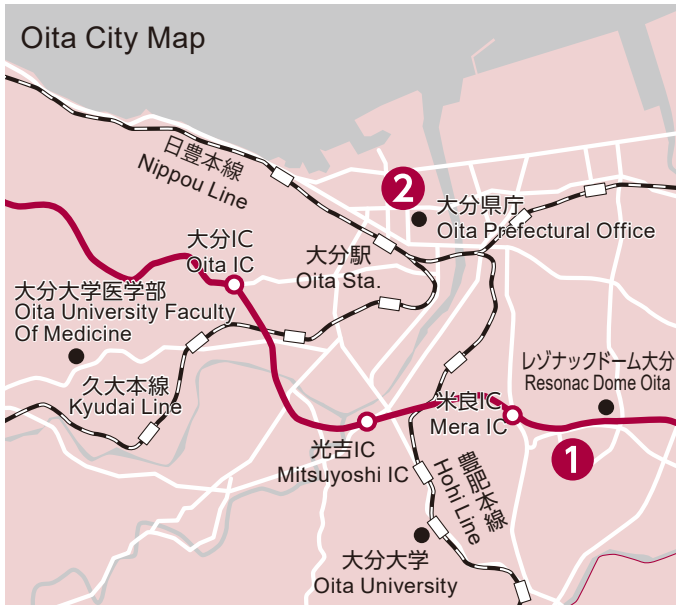 Oita City Map
日豊本線
Nippou Line
2
大分県庁
Oita Prefectural Office
大分IC
Oita IC
大分駅
Oita Sta.
大分大学医学部
Oita University Faculty
Of Medicine
久大本線
Kyudai Line
レゾナックドーム大分
Resonac Dome Oita
米良IC
Mera IC
光吉IC
Mitsuyoshi IC
1
豊肥本線
Hohi Line
大分大学
Oita University